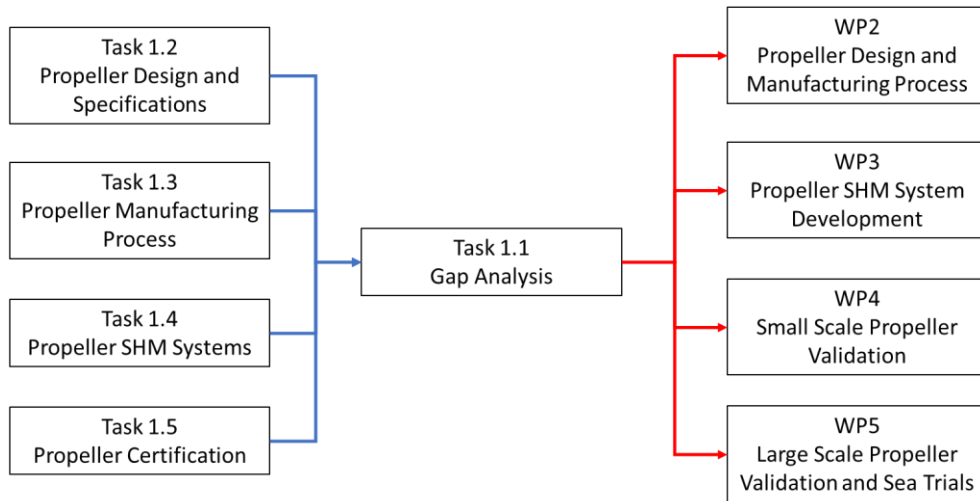 Task 1.2
Propeller Design and
Specifications
Task 1.3
Propeller Manufacturing
Process
Task 1.4
Propeller SHM Systems
Task 1.5
Propeller Certification
Task 1.1
Gap Analysis
WP2
Propeller Design and
Manufacturing Process
WP3
Propeller SHM System
Development
WP4
Small Scale Propeller
Validation
WP5
Large Scale Propeller
Validation and Sea Trials